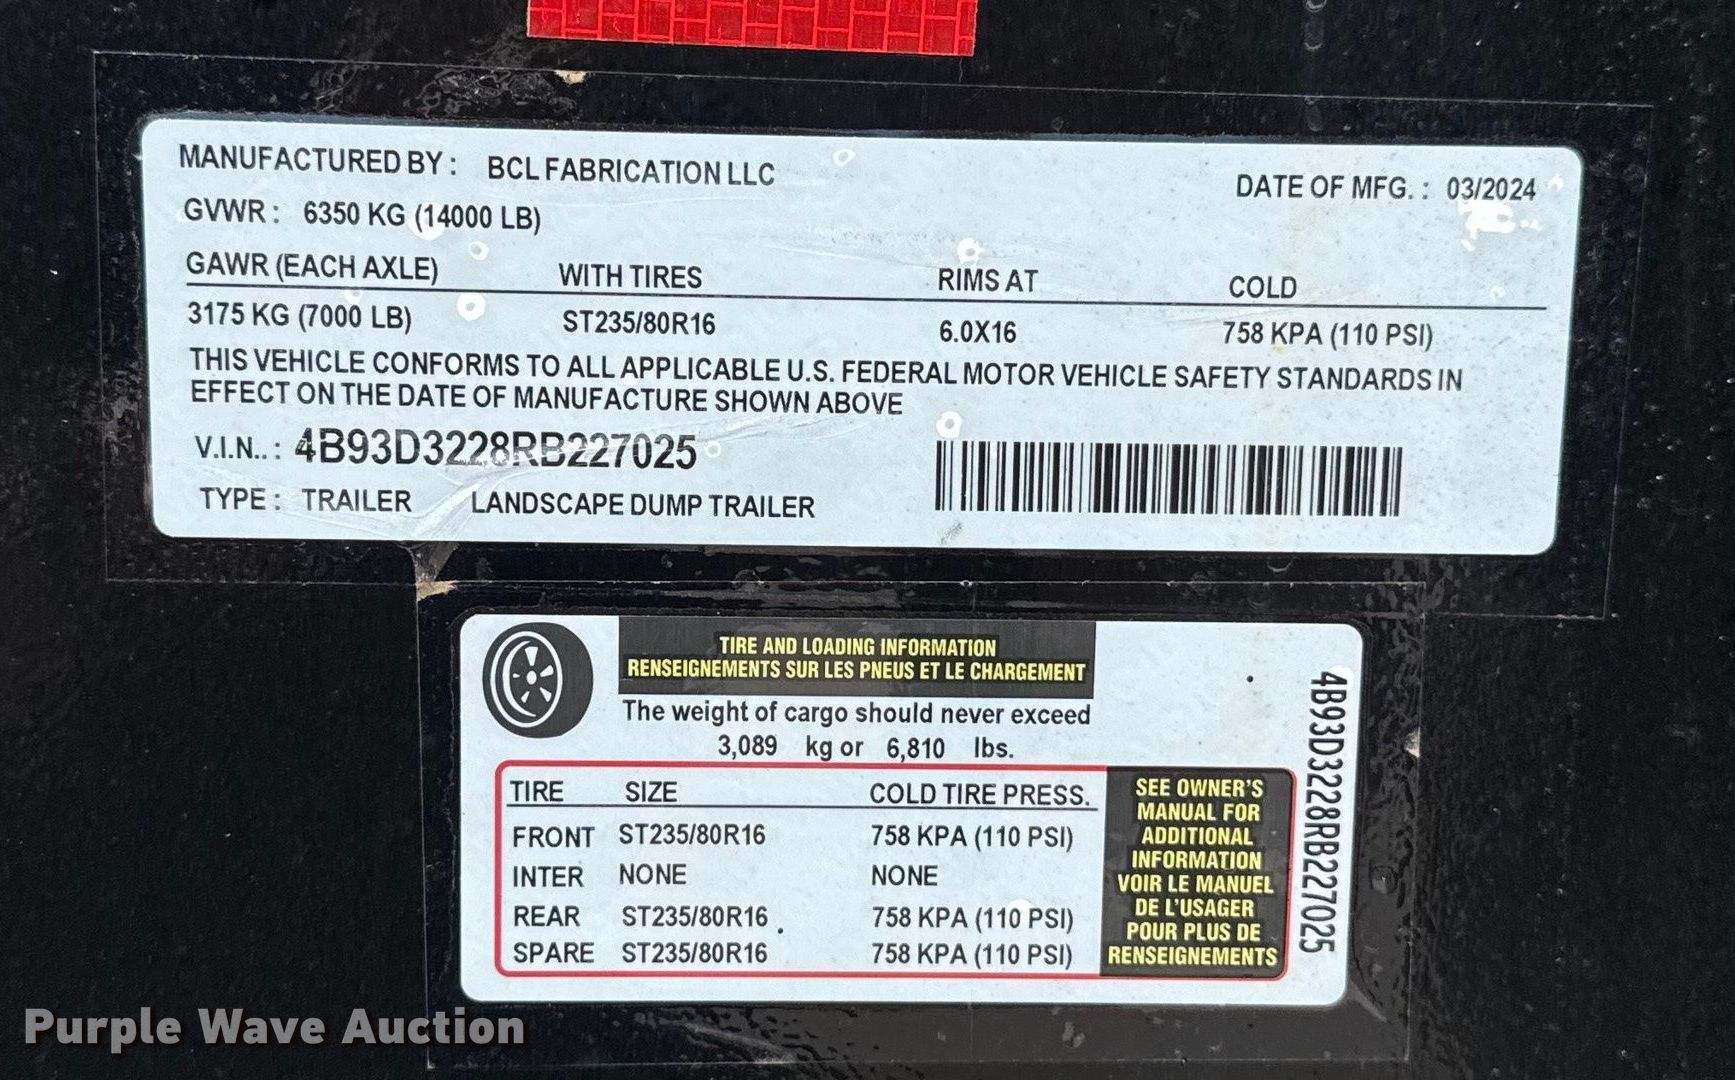 MANUFACTURED BY : BCL FABRICATION LLC
DATE OF MFG. : 03/2024
GVWR : 6350 KG (14000 LB)
GAWR (EACH AXLE) WITH TIRES RIMS AT COLD
3175 KG (7000 LB) ST235/80R16 6.0X16 758 KPA (110 PSI)
THIS VEHICLE CONFORMS TO ALL APPLICABLE U.S. FEDERAL MOTOR VEHICLE SAFETY STANDARDS IN
EFFECT ON THE DATE OF MANUFACTURE SHOWN ABOVE
V.I.N.. : 4B93D3228RB227025
TYPE : TRAILER LANDSCAPE DUMP TRAILER
TIRE AND LOADING INFORMATION
RENSEIGNEMENTS SUR LES PNEUS ET LE CHARGEMENT
The weight of cargo should never exceed
3,089 kg or 6,810 lbs.
TIRE SIZE COLD TIRE PRESS.
FRONT ST235/80R16 758 KPA (110 PSI)
INTER NONE NONE
REAR ST235/80R16 758 KPA (110 PSI)
SPARE ST235/80R16 758 KPA (110 PSI)
SEE OWNER'S
MANUAL FOR
ADDITIONAL
INFORMATION
VOIR LE MANUEL
DE L'USAGER
POUR PLUS DE
RENSEIGNEMENTS
4B93D3228RB227025
Purple Wave Auction